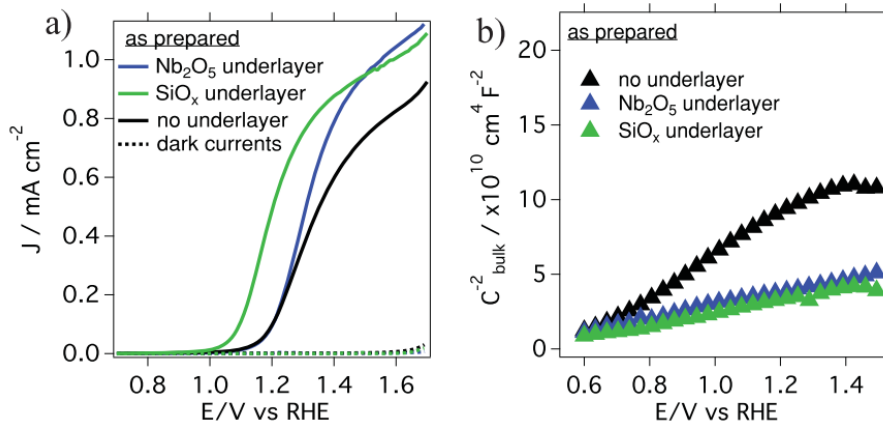 a)
as prepared
Nb₂O₅ underlayer
SiOₓ underlayer
no underlayer
dark currents
1.0
0.8
0.6
0.4
0.2
0.0
J / mA cm⁻²
0.8 1.0 1.2 1.4 1.6
E/V vs RHE
b)
as prepared
no underlayer
Nb₂O₅ underlayer
SiOₓ underlayer
20
15
10
5
0
C⁻²bulk / x10¹⁰ cm⁴ F⁻²
0.6 0.8 1.0 1.2 1.4
E/V vs RHE